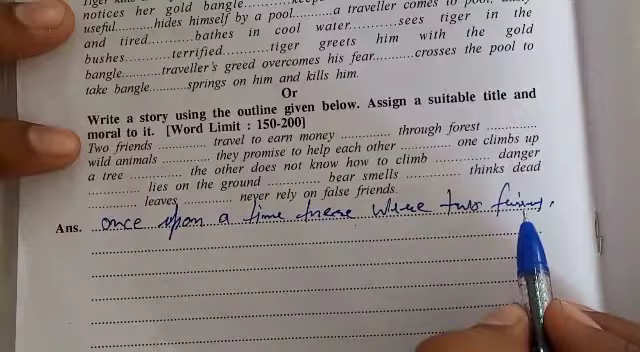 notices her gold bangle
useful..........hides himself by a pool..........a traveller comes to pool,
and tired..........bathes in cool water..........sees tiger in the
bushes..........terrified..........tiger greets him with the gold
bangle..........traveller's greed overcomes his fear..........crosses the pool to
take bangle..........springs on him and kills him.
Or
Write a story using the outline given below. Assign a suitable title and
moral to it. [Word Limit : 150-200]
Two friends ............. travel to earn money ............. through forest .............
wild animals ............. they promise to help each other ............. one climbs up
a tree ............. the other does not know how to climb ............. danger
............. lies on the ground ............. bear smells ............. thinks dead
............. leaves ............. never rely on false friends.
Ans. once upon a time there where two